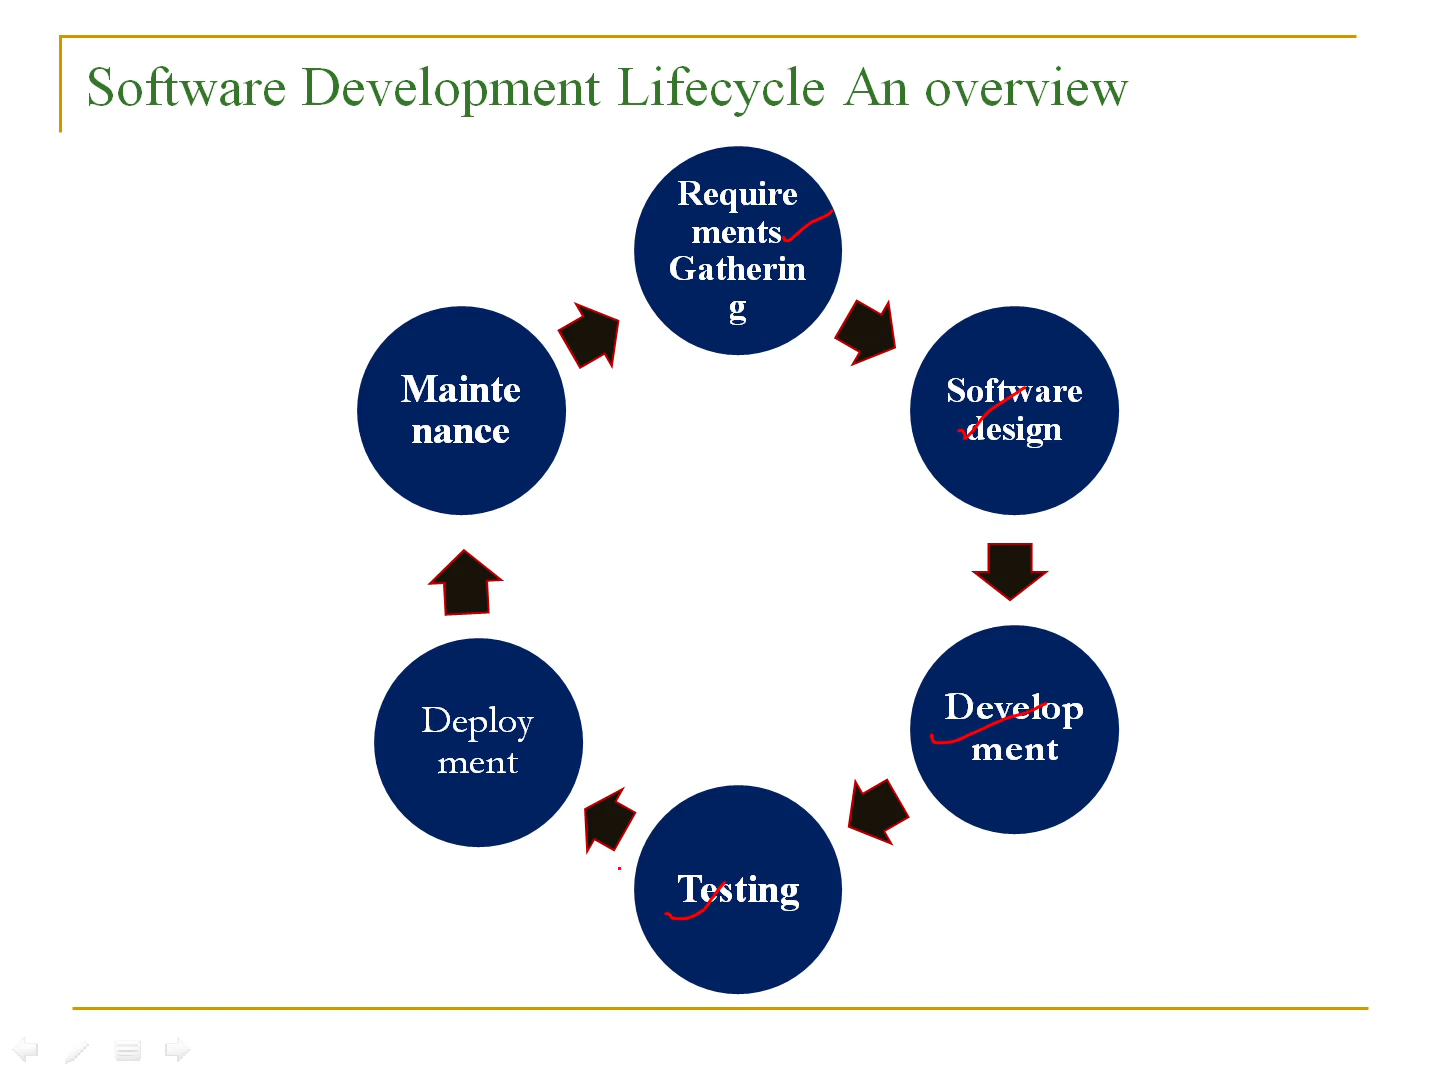 Software Development Lifecycle An overview
Require
ments
Gatherin
g
Software
design
Develop
ment
Testing
Deploy
ment
Mainte
nance